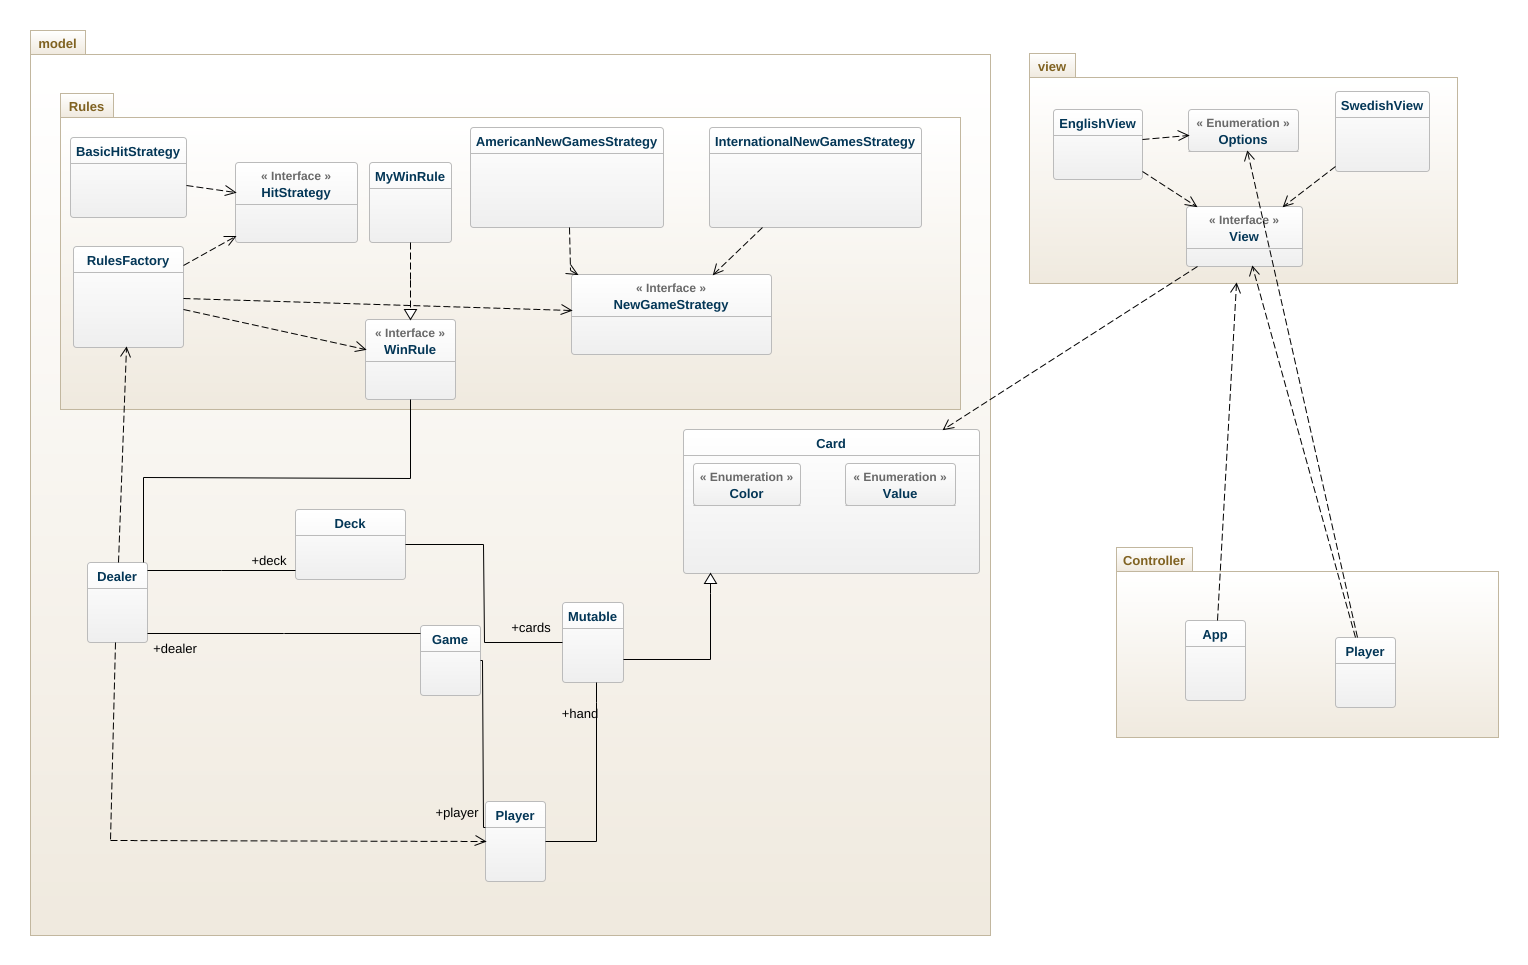 model
view
Rules
SwedishView
EnglishView
« Enumeration »
Options
BasicHitStrategy
AmericanNewGamesStrategy
InternationalNewGamesStrategy
« Interface »
HitStrategy
MyWinRule
« Interface »
View
RulesFactory
« Interface »
NewGameStrategy
« Interface »
WinRule
Card
« Enumeration »
Color
« Enumeration »
Value
Deck
+deck
Dealer
Controller
Mutable
+cards
Game
+dealer
App
Player
+hand
+player
Player